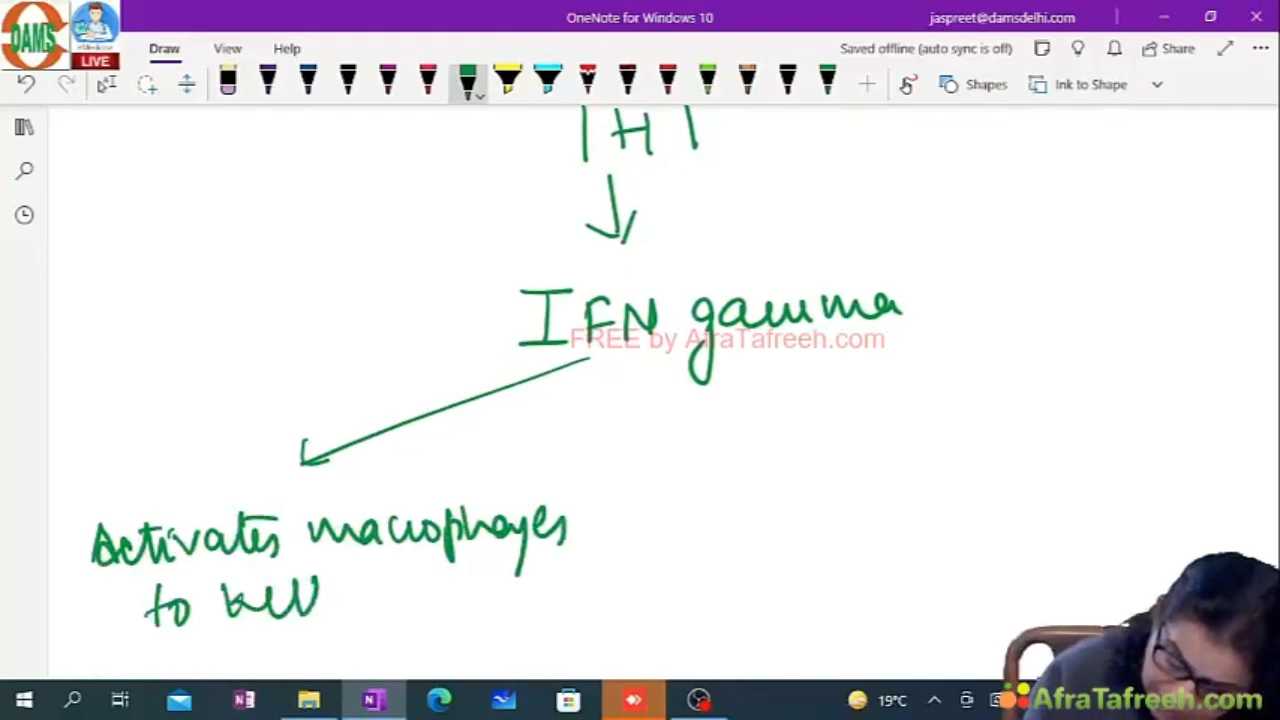 OneNote for Windows 10
jaspreet@damsdelhi.com
DAMS
LIVE
Draw View Help
Saved offline (auto sync is off)
Share
Shapes
Ink to Shape
TH1
IFN gamma
FREE by AfraTafreeh.com
Activates macrophages
to kill
19°C
AfraTafreeh.com